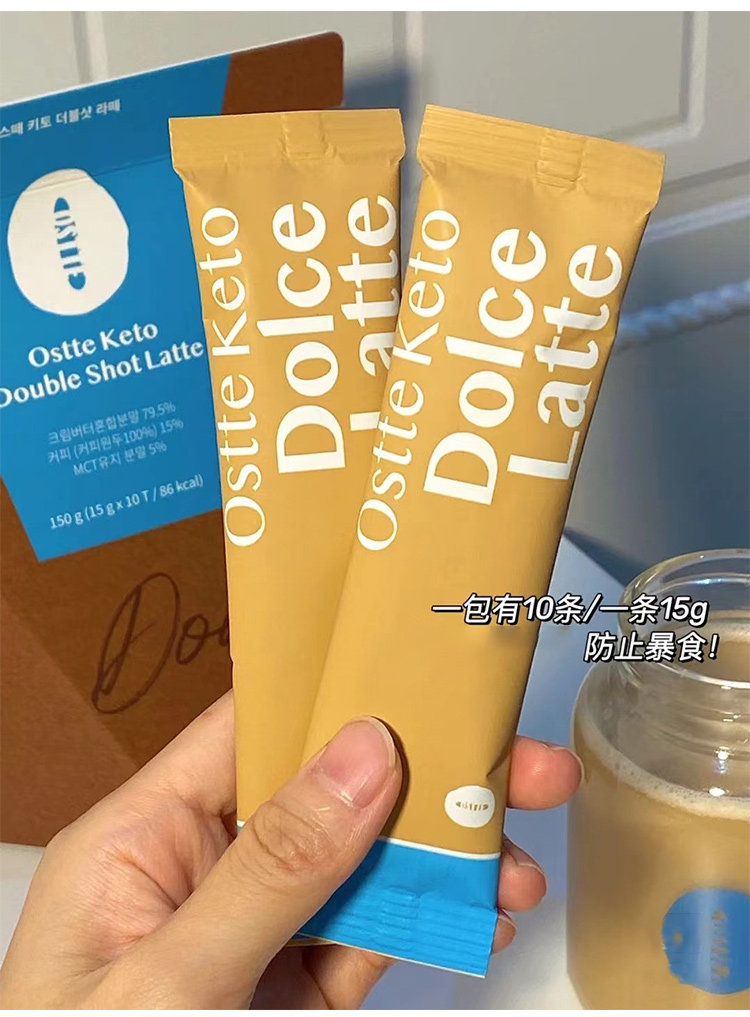 스떼 키토 더블샷 라떼
Ostte Keto
Double Shot Latte
크림버터혼합분말 79.5%
커피 (커피원두100%) 15%
MCT유지 분말 5%
150 g (15 g x 10 T / 86 kcal)
Ostte Keto
Dolce
Latte
Ostte Keto
Dolce
Latte
一包有10条/一条15g
防止暴食!